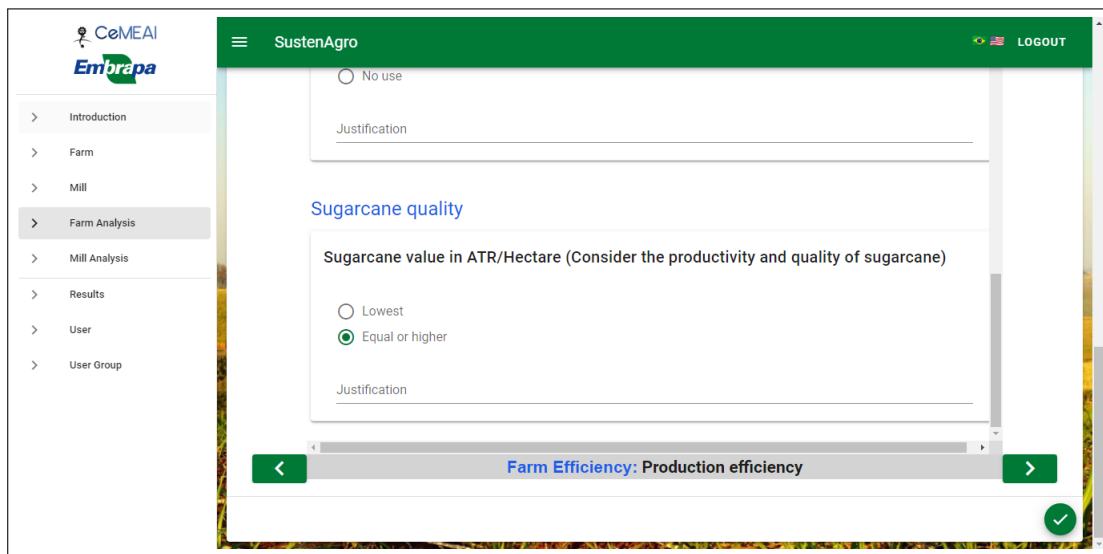 CeMEAI
Embrapa
Introduction
Farm
Mill
Farm Analysis
Mill Analysis
Results
User
User Group
SustenAgro
LOGOUT
No use
Justification
Sugarcane quality
Sugarcane value in ATR/Hectare (Consider the productivity and quality of sugarcane)
Lowest
Equal or higher
Justification
Farm Efficiency: Production efficiency